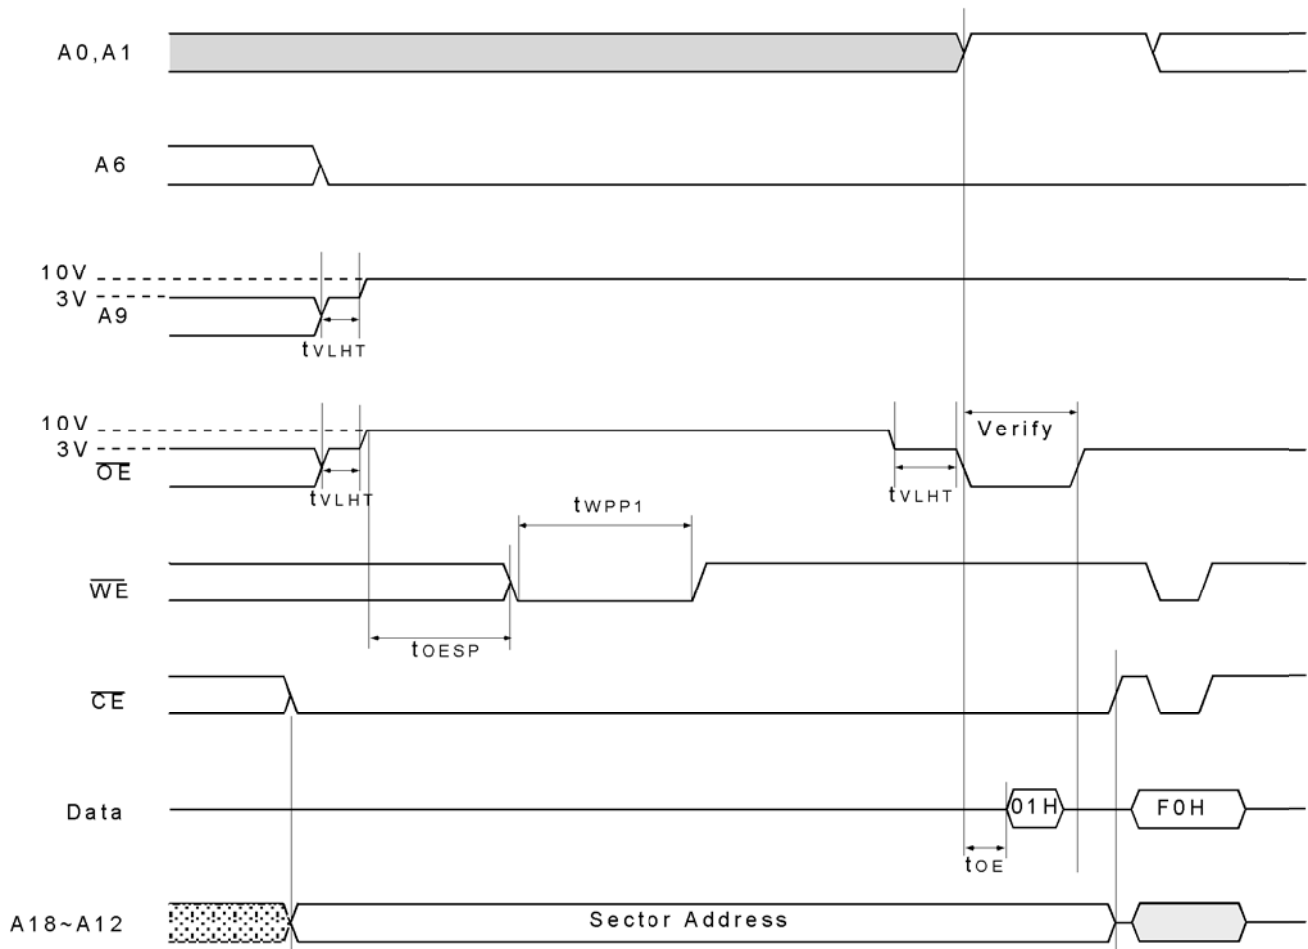 A0,A1
A6
10V
3V
A9
tVLHT
10V
3V
OE
Verify
tVLHT
tVLHT
tWPP1
WE
tOESP
CE
Data
01H
F0H
tOE
A18~A12
Sector Address